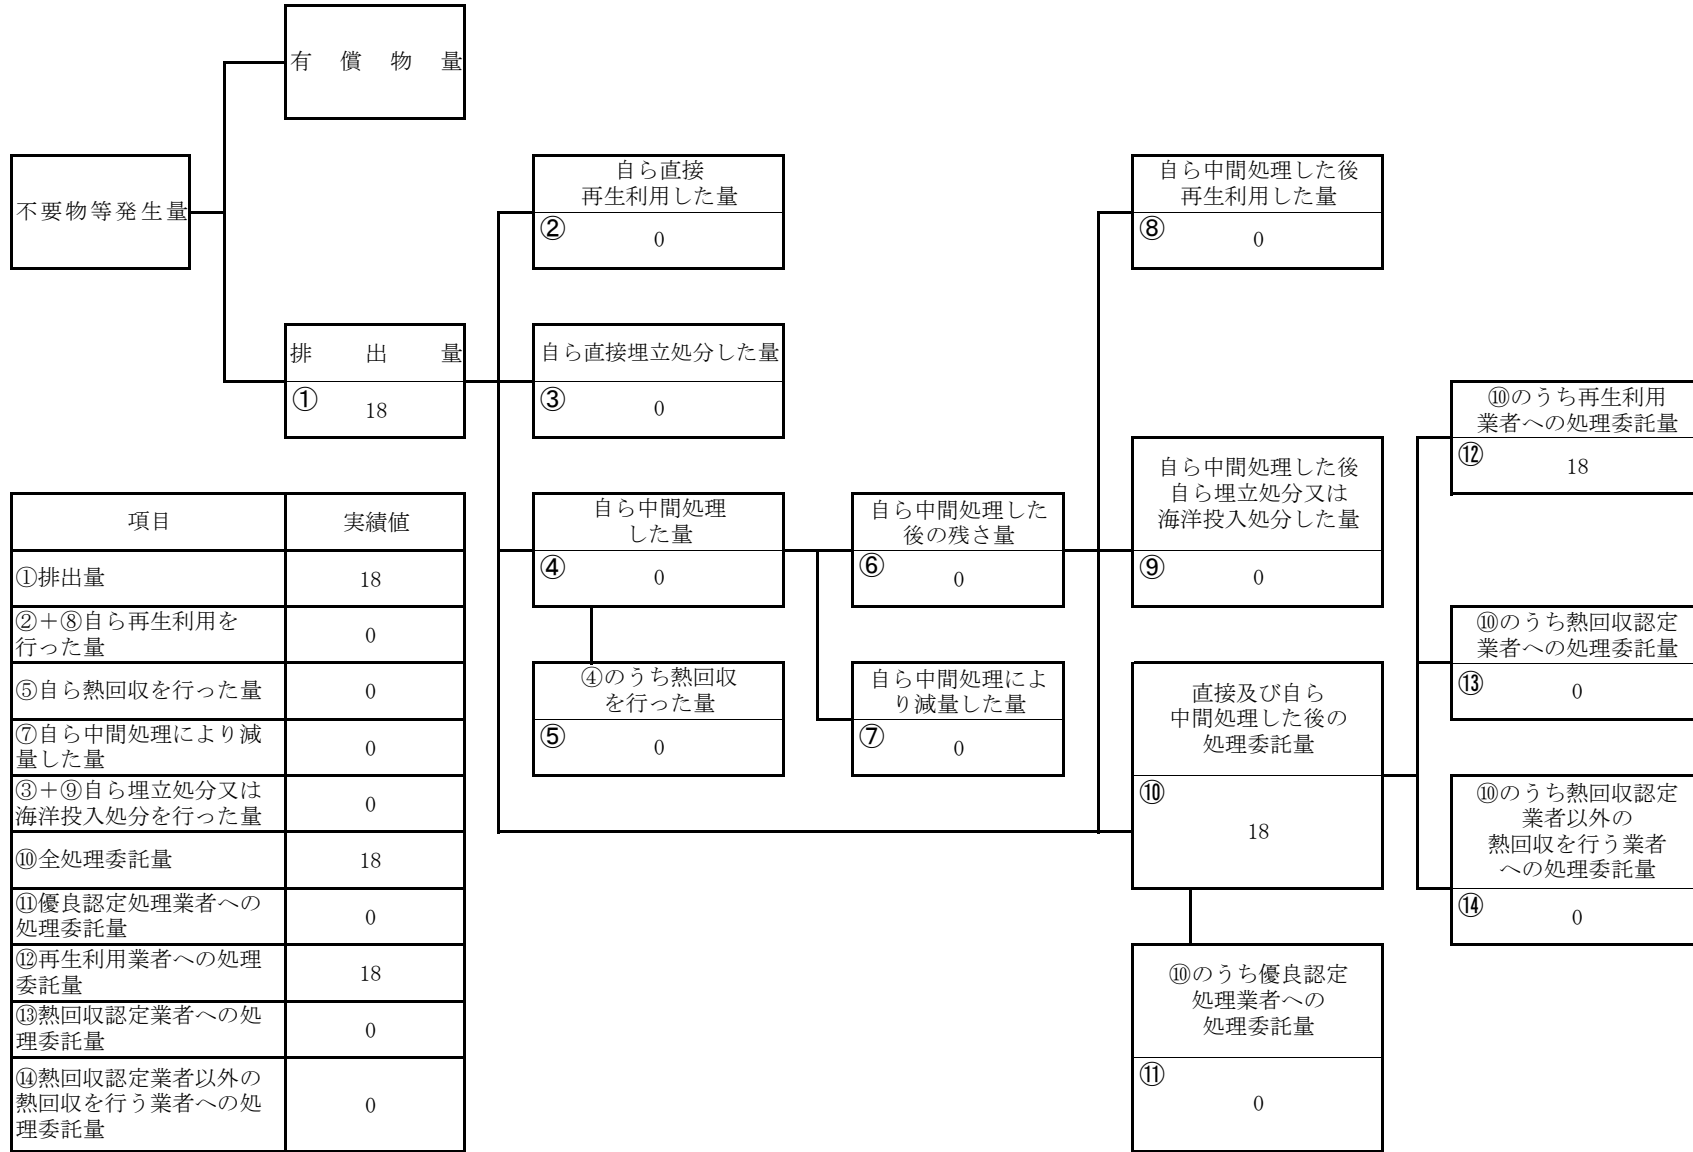 有償物量
不要物等発生量
自ら直接
再生利用した量
②
0
自ら中間処理した後
再生利用した量
⑧
0
排出量
①
18
自ら直接埋立処分した量
③
0
⑩のうち再生利用
業者への処理委託量
⑫
18
自ら中間処理した後
自ら埋立処分又は
海洋投入処分した量
⑨
0
自ら中間処理
した量
④
0
自ら中間処理した
後の残さ量
⑥
0
⑩のうち熱回収認定
業者への処理委託量
⑬
0
④のうち熱回収
を行った量
⑤
0
自ら中間処理によ
り減量した量
⑦
0
直接及び自ら
中間処理した後の
処理委託量
⑩
18
⑩のうち熱回収認定
業者以外の
熱回収を行う業者
への処理委託量
⑭
0
⑩のうち優良認定
処理業者への
処理委託量
⑪
0
項目 実績値
①排出量 18
②＋⑧自ら再生利用を
行った量 0
⑤自ら熱回収を行った量 0
⑦自ら中間処理により減
量した量 0
③＋⑨自ら埋立処分又は
海洋投入処分を行った量 0
⑩全処理委託量 18
⑪優良認定処理業者への
処理委託量 0
⑫再生利用業者への処理
委託量 18
⑬熱回収認定業者への処
理委託量 0
⑭熱回収認定業者以外の
熱回収を行う業者への処
理委託量 0